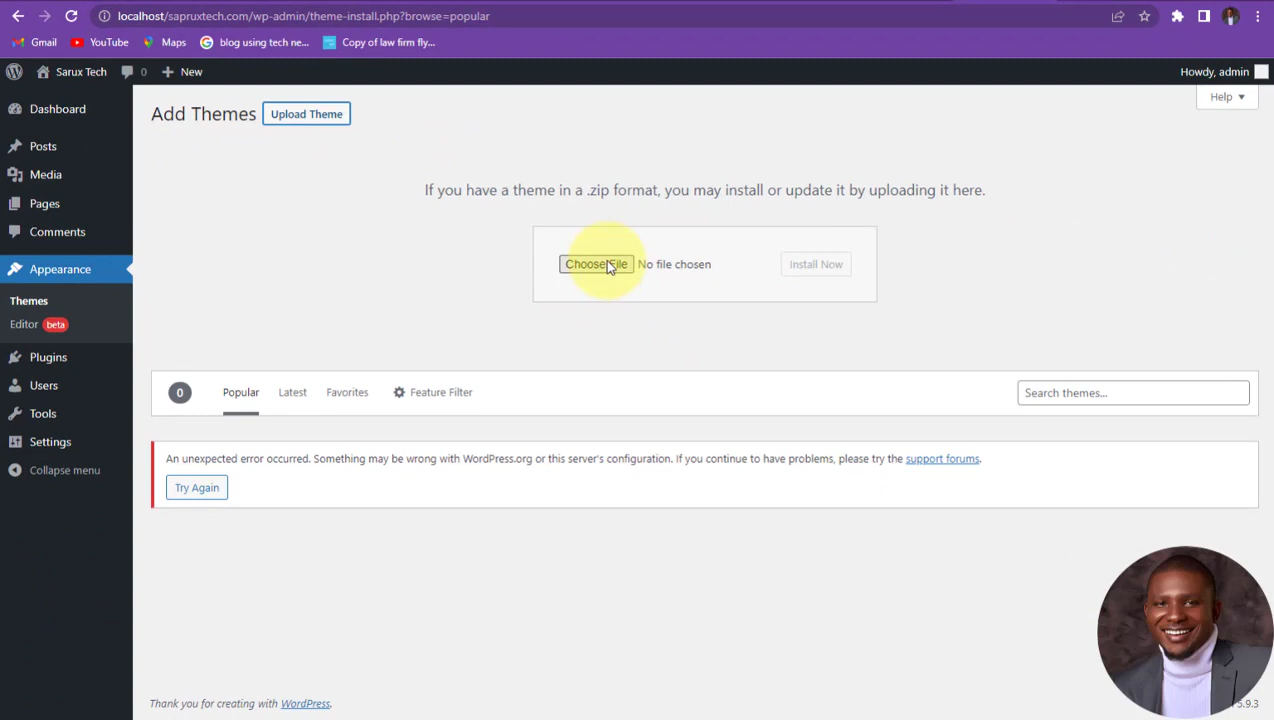 localhost/sapruxtech.com/wp-admin/theme-install.php?browse=popular
Gmail
YouTube
Maps
blog using tech ne...
Copy of law firm fly...
Sarux Tech
0
New
Howdy, admin
Dashboard
Posts
Media
Pages
Comments
Appearance
Themes
Editor beta
Plugins
Users
Tools
Settings
Collapse menu
Add Themes
Upload Theme
Help
If you have a theme in a .zip format, you may install or update it by uploading it here.
Choose File No file chosen
Install Now
0
Popular
Latest
Favorites
Feature Filter
Search themes...
An unexpected error occurred. Something may be wrong with WordPress.org or this server's configuration. If you continue to have problems, please try the support forums.
Try Again
Thank you for creating with WordPress.
5.9.3